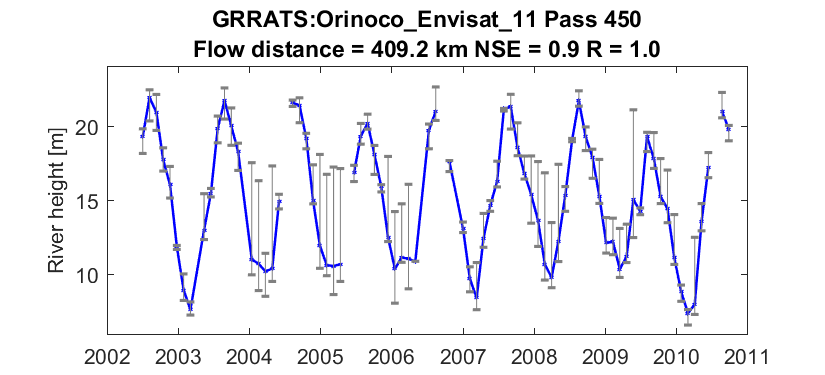 GRRATS:Orinoco_Envisat_11 Pass 450
Flow distance = 409.2 km NSE = 0.9 R = 1.0
River height [m]
20
15
10
2002 2003 2004 2005 2006 2007 2008 2009 2010 2011